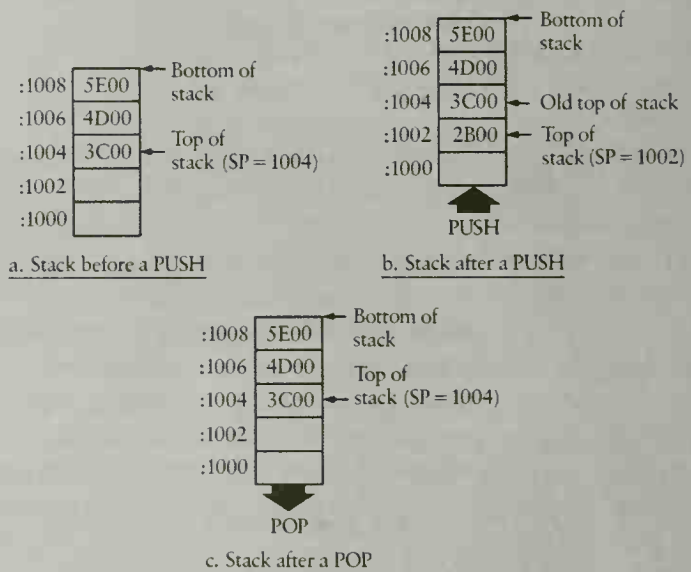 Bottom of
stack
:1008 5E00
:1006 4D00
:1004 3C00
Top of
stack (SP = 1004)
:1002
:1000
a. Stack before a PUSH
Bottom of
stack
:1008 5E00
:1006 4D00
:1004 3C00 Old top of stack
:1002 2B00 Top of
stack (SP = 1002)
:1000
PUSH
b. Stack after a PUSH
Bottom of
stack
:1008 5E00
:1006 4D00
Top of
:1004 3C00 stack (SP = 1004)
:1002
:1000
POP
c. Stack after a POP